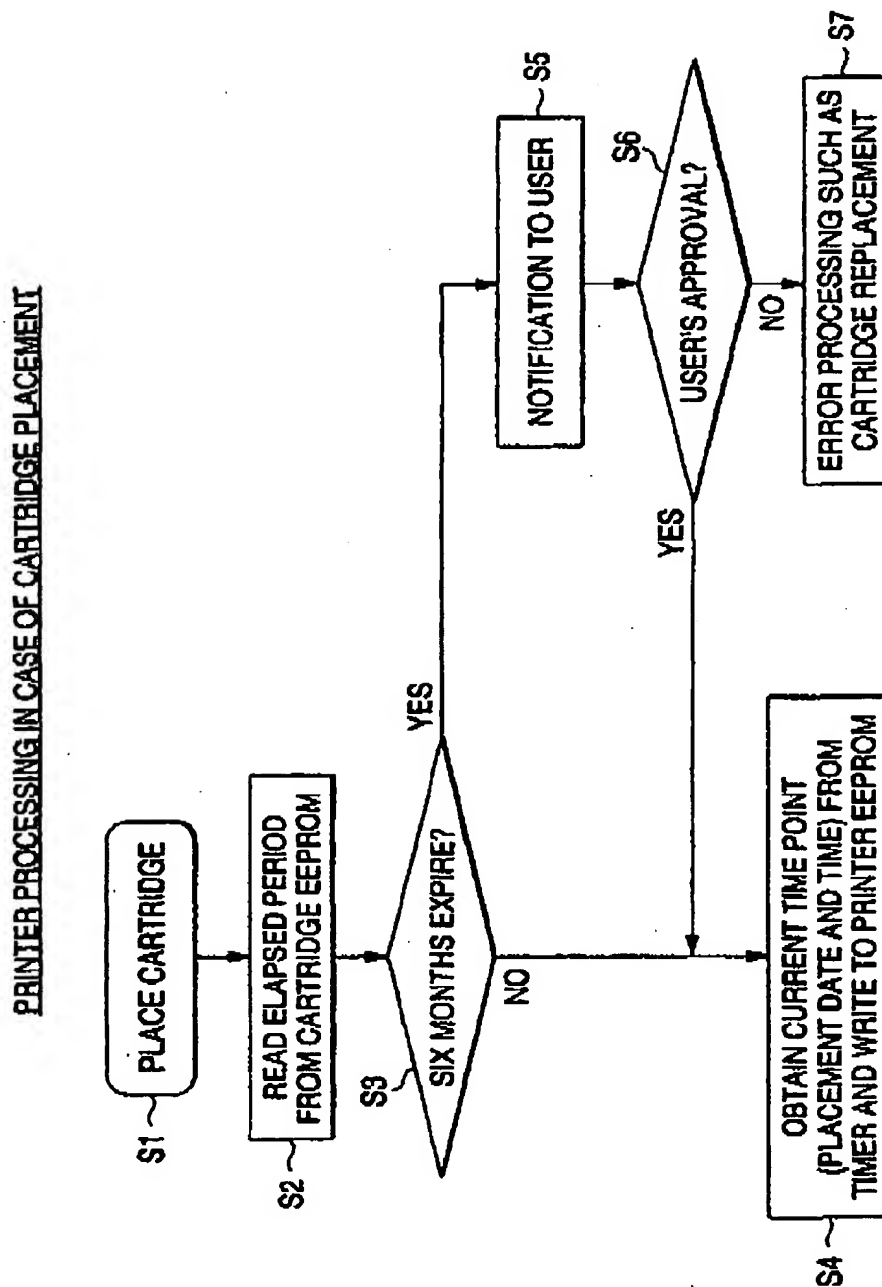 PRINTER PROCESSING IN CASE OF CARTRIDGE PLACEMENT
S1
PLACE CARTRIDGE
S2
READ ELAPSED PERIOD
FROM CARTRIDGE EEPROM
S3
SIX MONTHS EXPIRE?
YES
NO
S5
NOTIFICATION TO USER
S6
USER'S APPROVAL?
YES
NO
S4
OBTAIN CURRENT TIME POINT
(PLACEMENT DATE AND TIME) FROM
TIMER AND WRITE TO PRINTER EEPROM
S7
ERROR PROCESSING SUCH AS
CARTRIDGE REPLACEMENT